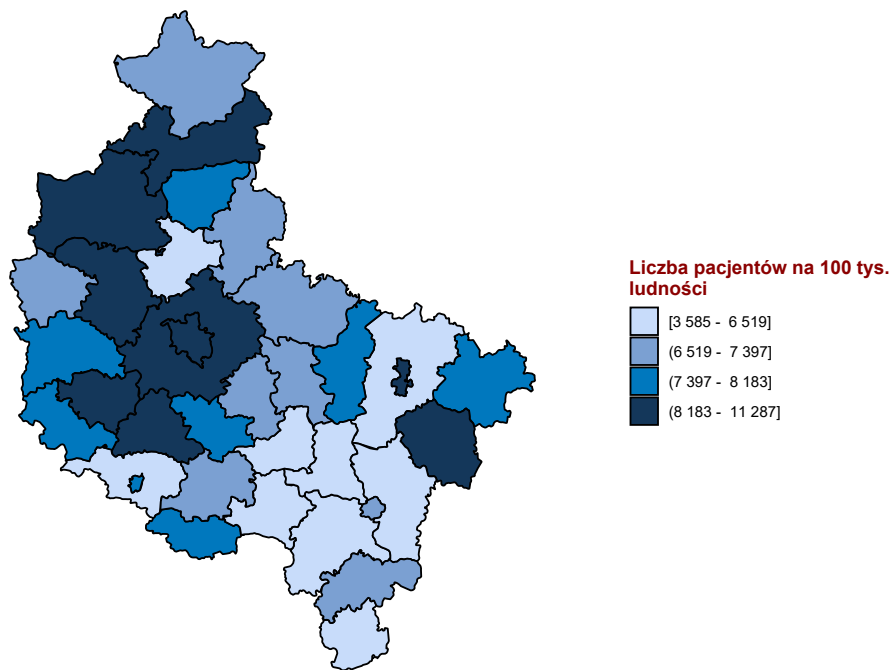 Liczba pacjentów na 100 tys.
ludności
[3 585 - 6 519]
(6 519 - 7 397]
(7 397 - 8 183]
(8 183 - 11 287]